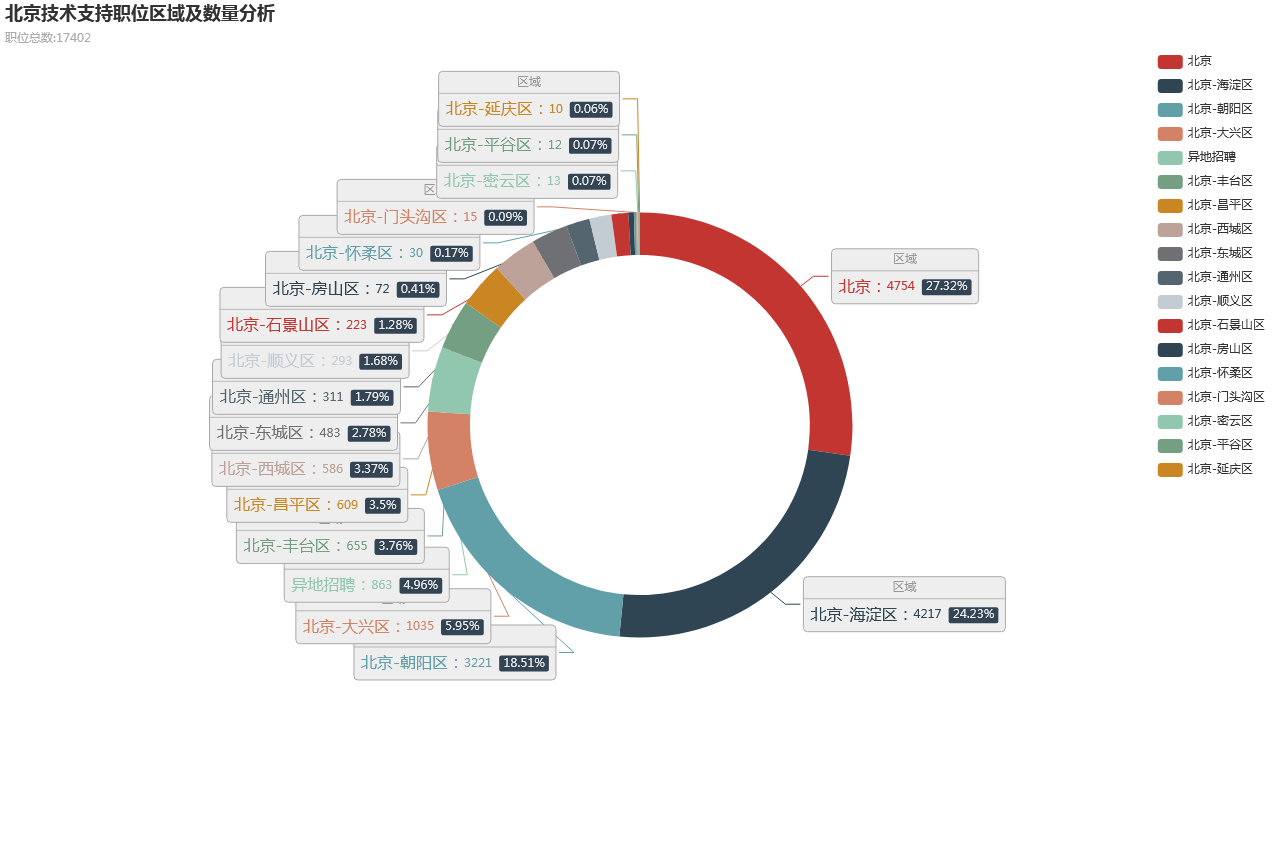 北京技术支持职位区域及数量分析
职位总数:17402
区域
北京-延庆区：10 0.06%
北京-平谷区：12 0.07%
北京-密云区：13 0.07%
区
北京-门头沟区：15 0.09%
北京-怀柔区：30 0.17%
北京-房山区：72 0.41%
北京-石景山区：223 1.28%
北京-顺义区：293 1.68%
北京-通州区：311 1.79%
北京-东城区：483 2.78%
北京-西城区：586 3.37%
北京-昌平区：609 3.5%
北京-丰台区：655 3.76%
异地招聘：863 4.96%
北京-大兴区：1035 5.95%
北京-朝阳区：3221 18.51%
区域
北京：4754 27.32%
区域
北京-海淀区：4217 24.23%
北京
北京-海淀区
北京-朝阳区
北京-大兴区
异地招聘
北京-丰台区
北京-昌平区
北京-西城区
北京-东城区
北京-通州区
北京-顺义区
北京-石景山区
北京-房山区
北京-怀柔区
北京-门头沟区
北京-密云区
北京-平谷区
北京-延庆区